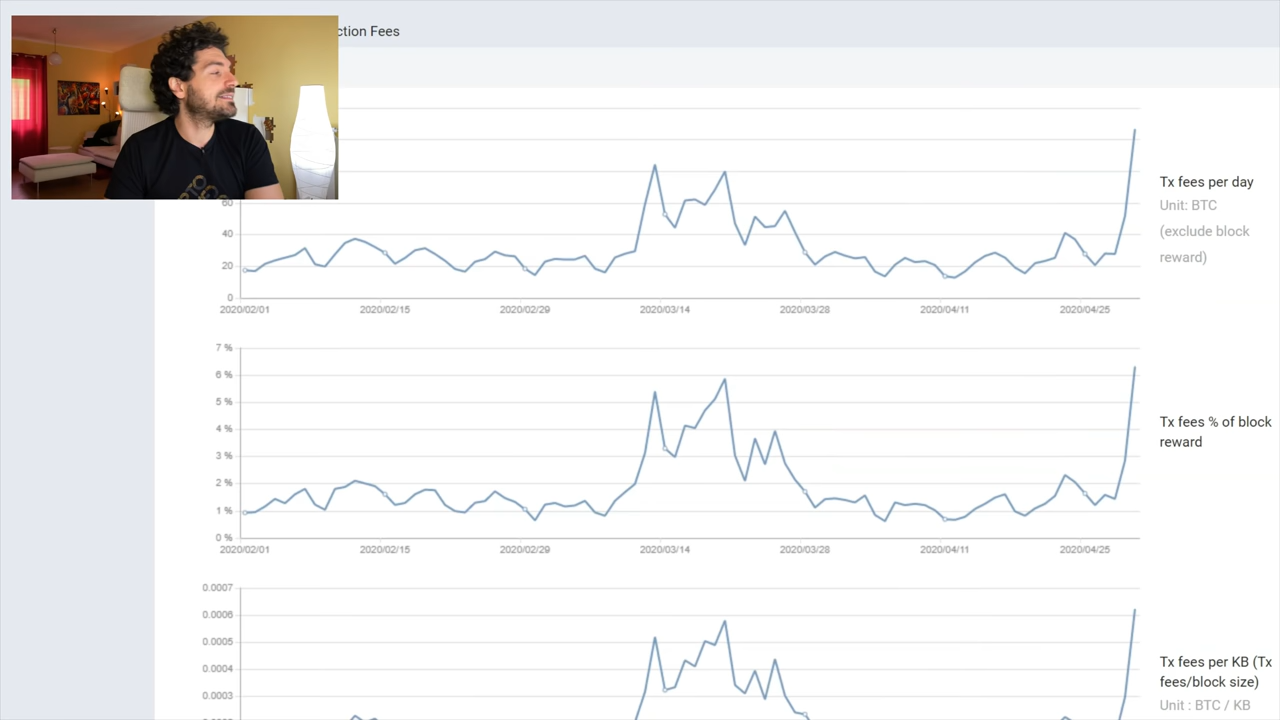 ction Fees
60
40
20
0
2020/02/01 2020/02/15 2020/02/29 2020/03/14 2020/03/28 2020/04/11 2020/04/25
Tx fees per day
Unit: BTC
(exclude block
reward)
7 %
6 %
5 %
4 %
3 %
2 %
1 %
0 %
2020/02/01 2020/02/15 2020/02/29 2020/03/14 2020/03/28 2020/04/11 2020/04/25
Tx fees % of block
reward
0.0007
0.0006
0.0005
0.0004
0.0003
Tx fees per KB (Tx
fees/block size)
Unit : BTC / KB